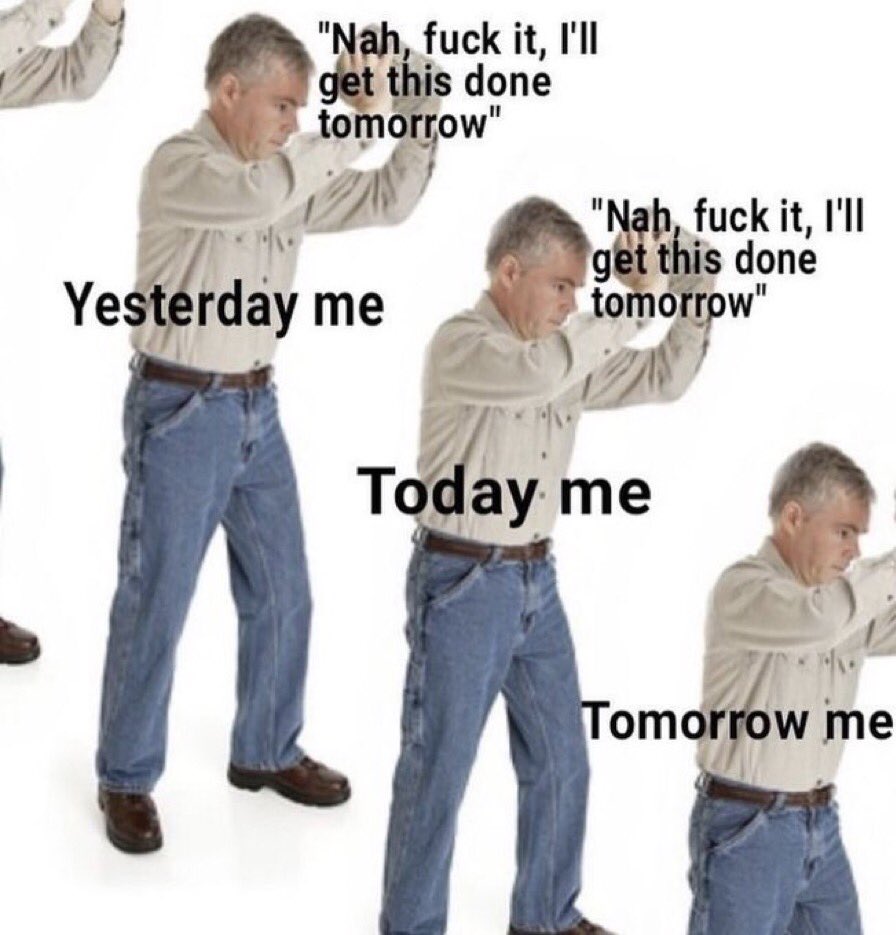 "Nah, fuck it, I'll
get this done
tomorrow"
Yesterday me
"Nah, fuck it, I'll
get this done
tomorrow"
Today me
Tomorrow me